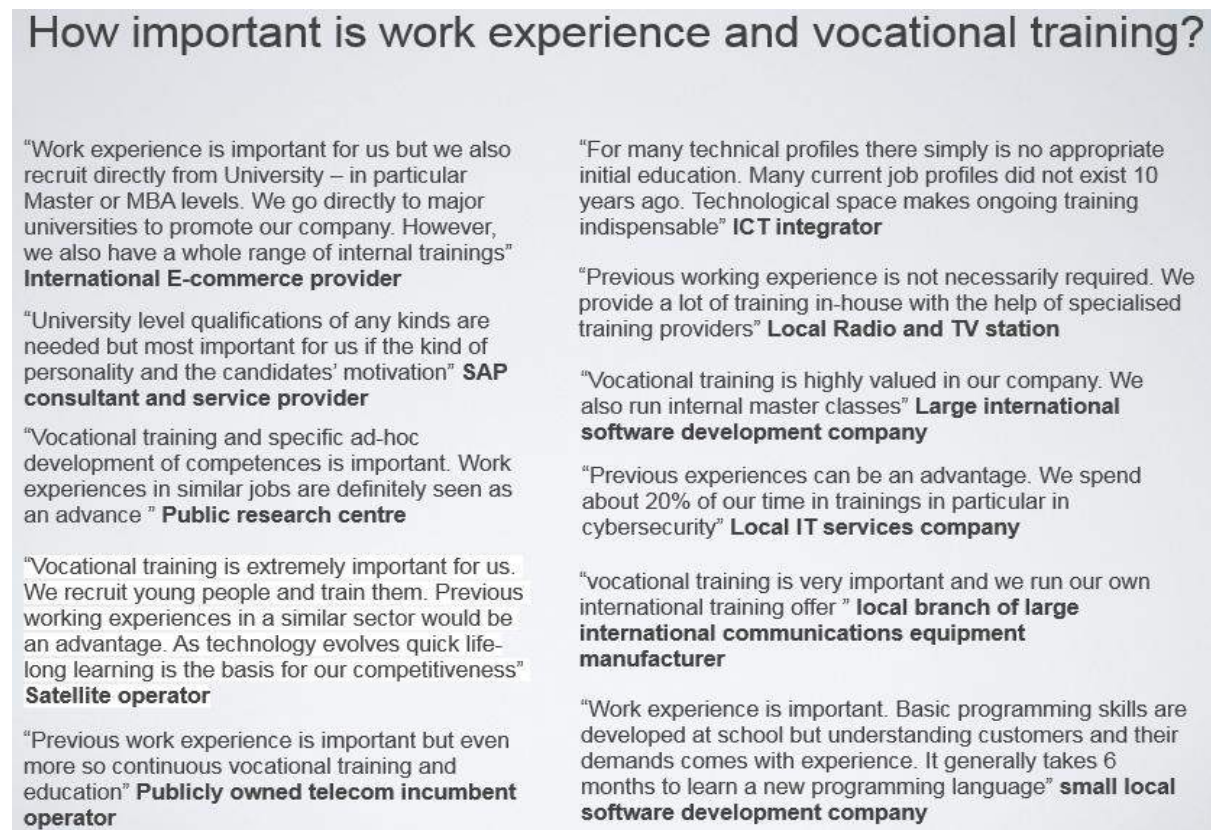 How important is work experience and vocational training?
“Work experience is important for us but we also
recruit directly from University – in particular
Master or MBA levels. We go directly to major
universities to promote our company. However,
we also have a whole range of internal trainings”
International E-commerce provider
“University level qualifications of any kinds are
needed but most important for us if the kind of
personality and the candidates’ motivation” SAP
consultant and service provider
“Vocational training and specific ad-hoc
development of competences is important. Work
experiences in similar jobs are definitely seen as
an advance ” Public research centre
“Vocational training is extremely important for us.
We recruit young people and train them. Previous
working experiences in a similar sector would be
an advantage. As technology evolves quick life-
long learning is the basis for our competitiveness”
Satellite operator
“Previous work experience is important but even
more so continuous vocational training and
education” Publicly owned telecom incumbent
operator
“For many technical profiles there simply is no appropriate
initial education. Many current job profiles did not exist 10
years ago. Technological space makes ongoing training
indispensable” ICT integrator
“Previous working experience is not necessarily required. We
provide a lot of training in-house with the help of specialised
training providers” Local Radio and TV station
“Vocational training is highly valued in our company. We
also run internal master classes” Large international
software development company
“Previous experiences can be an advantage. We spend
about 20% of our time in trainings in particular in
cybersecurity” Local IT services company
“vocational training is very important and we run our own
international training offer ” local branch of large
international communications equipment
manufacturer
“Work experience is important. Basic programming skills are
developed at school but understanding customers and their
demands comes with experience. It generally takes 6
months to learn a new programming language” small local
software development company